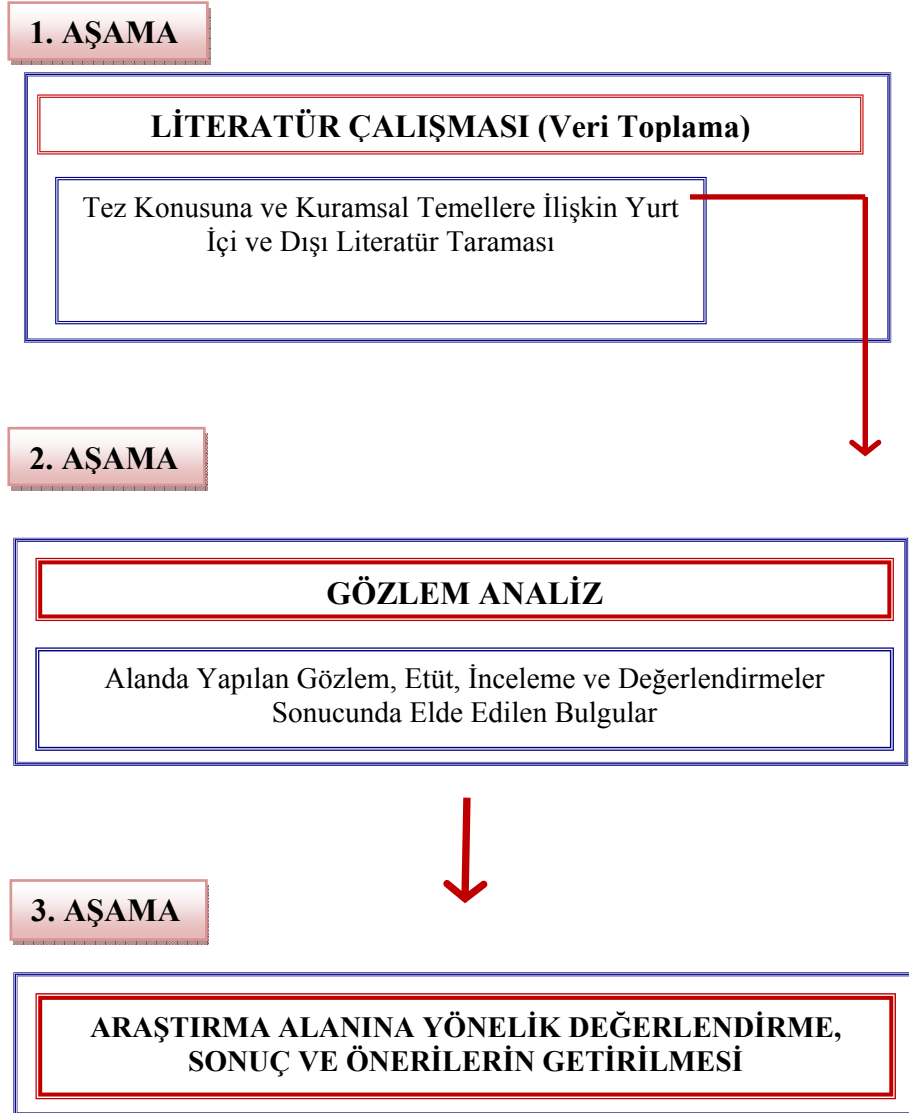 1. AŞAMA
LİTERATÜR ÇALIŞMASI (Veri Toplama)
Tez Konusuna ve Kuramsal Temellere İlişkin Yurt
İçi ve Dışı Literatür Taraması
2. AŞAMA
GÖZLEM ANALİZ
Alanda Yapılan Gözlem, Etüt, İnceleme ve Değerlendirmeler
Sonucunda Elde Edilen Bulgular
3. AŞAMA
ARAŞTIRMA ALANINA YÖNELİK DEĞERLENDİRME,
SONUÇ VE ÖNERİLERİN GETİRİLMESİ